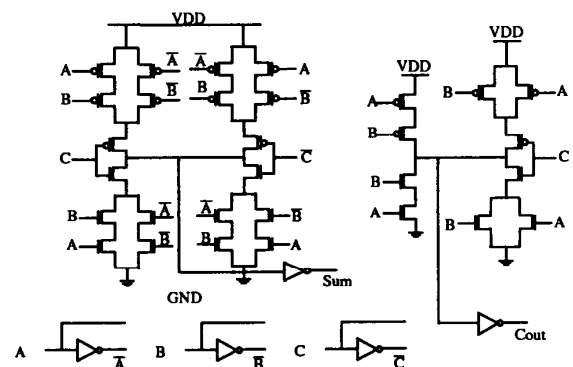 VDD
A A̅ A̅ A
B B̅ B B̅
C C̅
B A̅ A̅ B̅
A B̅ B A
GND
Sum
VDD
VDD
A
B
B
A
B A
C
B A
Cout
A A̅ B B̅ C C̅